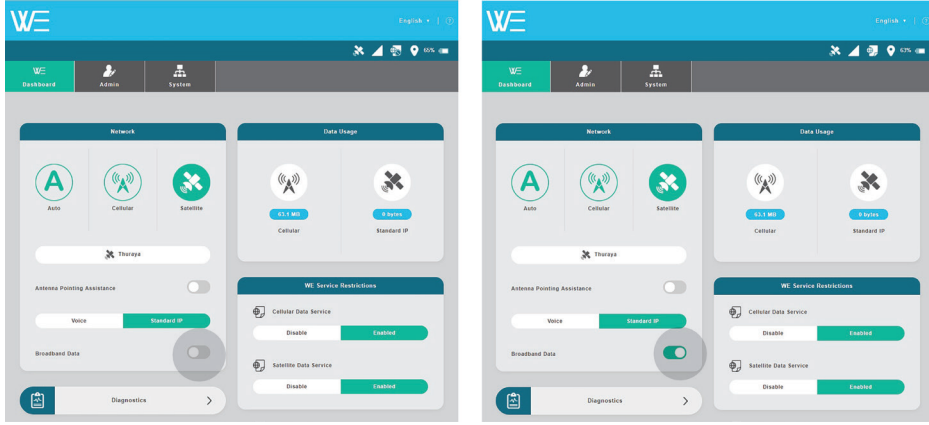 WE
English
65%
WE
Dashboard
Admin
System
Network
Auto
Cellular
Satellite
Thuraya
Antenna Pointing Assistance
Voice
Standard IP
Broadband Data
Diagnostics
Data Usage
63.1 MB
0 bytes
Cellular
Standard IP
WE Service Restrictions
Cellular Data Service
Disable
Enabled
Satellite Data Service
Disable
Enabled
WE
English
63%
WE
Dashboard
Admin
System
Network
A
Auto
Cellular
Satellite
Thuraya
Antenna Pointing Assistance
Voice
Standard IP
Broadband Data
Diagnostics
Data Usage
63.1 MB
0 bytes
Cellular
Standard IP
WE Service Restrictions
Cellular Data Service
Disable
Enabled
Satellite Data Service
Disable
Enabled